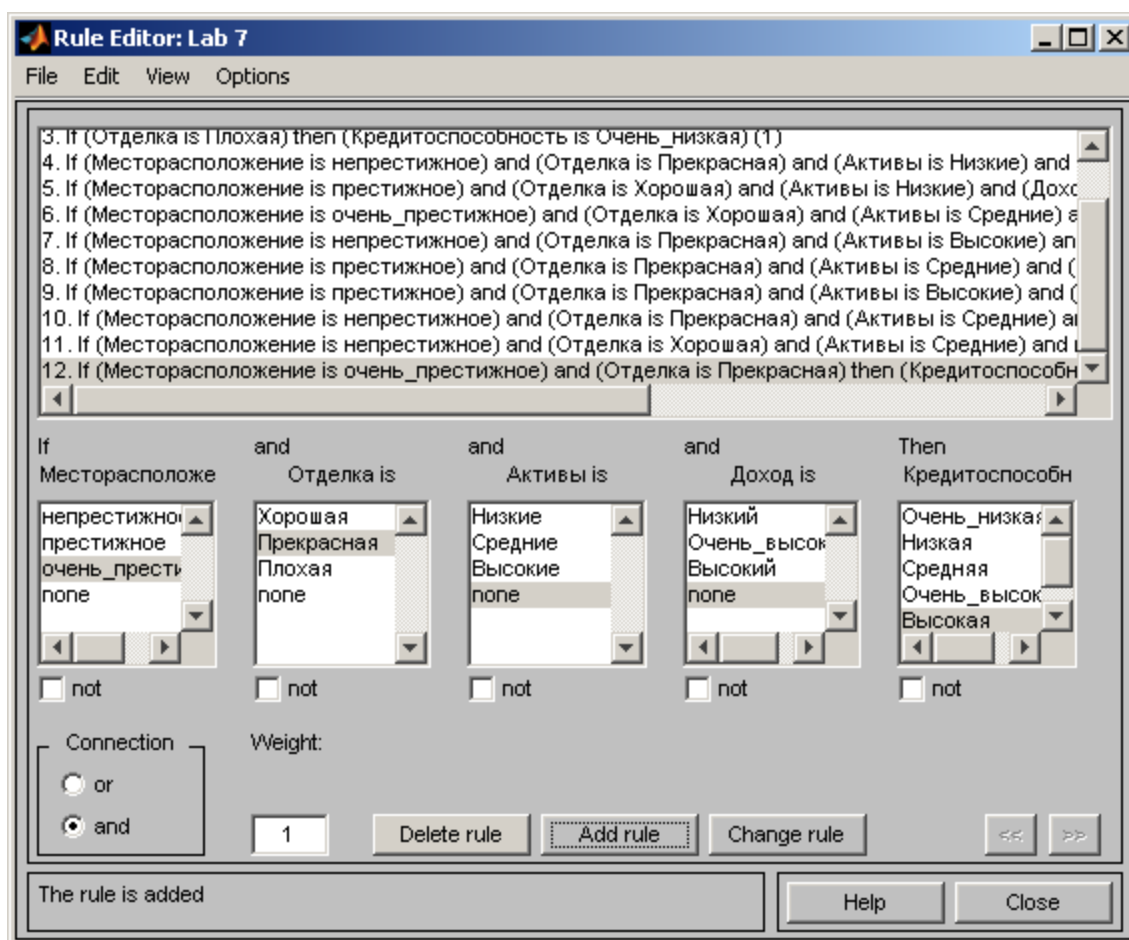 Rule Editor: Lab 7
File Edit View Options
3. If (Отделка is Плохая) then (Кредитоспособность is Очень_низкая) (1)
4. If (Месторасположение is непрестижное) and (Отделка is Прекрасная) and (Активы is Низкие) and
5. If (Месторасположение is престижное) and (Отделка is Хорошая) and (Активы is Низкие) and (Дохо
6. If (Месторасположение is очень_престижное) and (Отделка is Хорошая) and (Активы is Средние) a
7. If (Месторасположение is непрестижное) and (Отделка is Прекрасная) and (Активы is Высокие) an
8. If (Месторасположение is престижное) and (Отделка is Прекрасная) and (Активы is Средние) and (
9. If (Месторасположение is престижное) and (Отделка is Прекрасная) and (Активы is Высокие) and (
10. If (Месторасположение is непрестижное) and (Отделка is Прекрасная) and (Активы is Средние) a
11. If (Месторасположение is непрестижное) and (Отделка is Хорошая) and (Активы is Средние) and
12. If (Месторасположение is очень_престижное) and (Отделка is Прекрасная) then (Кредитоспособн
If and and and Then
Месторасположе Отделка is Активы is Доход is Кредитоспособн
непрестижно Хорошая Низкие Низкий Очень_низкая
престижное Прекрасная Средние Очень_высок Низкая
очень_прести Плохая Высокие Высокий Средняя
none none none none Очень_высок
Высокая
not not not not not
Connection Weight:
or
and 1 Delete rule Add rule Change rule << >>
The rule is added Help Close